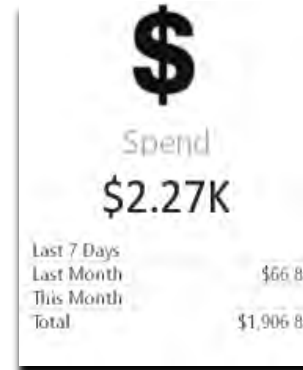 $
Spend
$2.27K
Last 7 Days
Last Month $66 8
This Month
Total $1,906 8